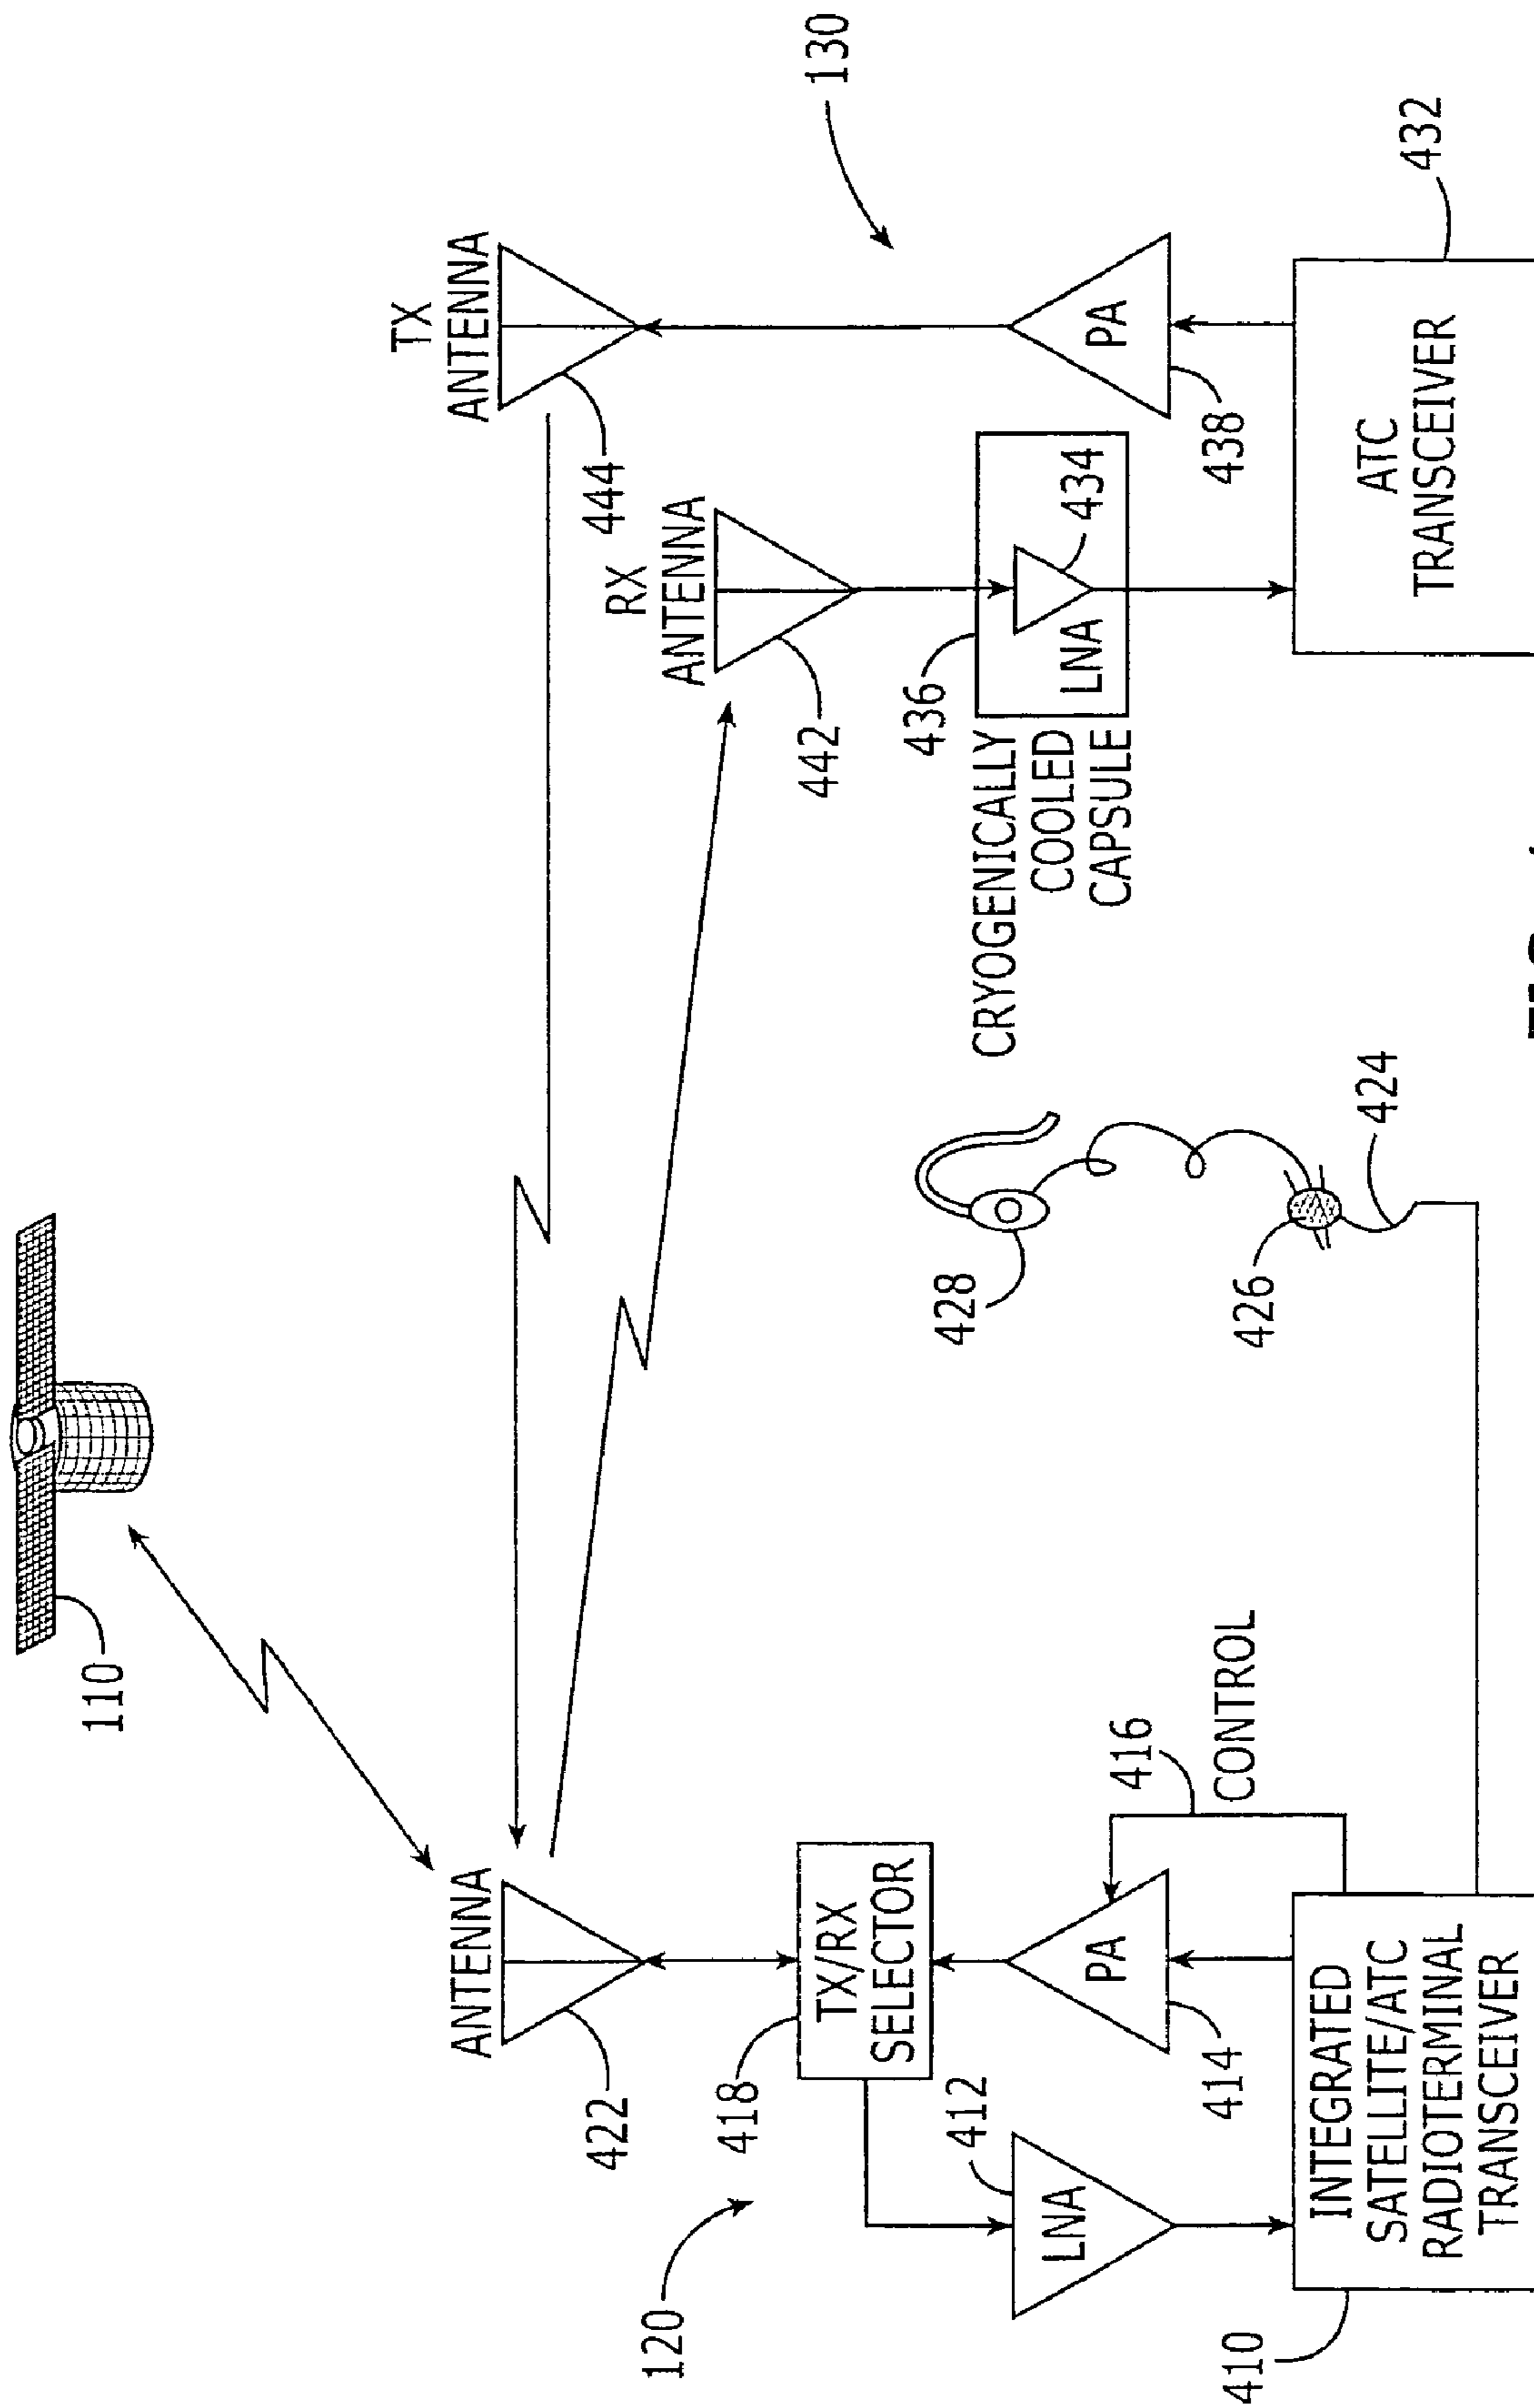 110
TX
ANTENNA
444
130
ANTENNA
422
RX
ANTENNA
442
120
418
TX/RX
SELECTOR
428
436
CRYOGENICALLY
COOLED
CAPSULE
LNA
434
PA
438
412
LNA
PA
414
416
CONTROL
426
424
410
INTEGRATED
SATELLITE/ATC
RADIOTERMINAL
TRANSCEIVER
ATC
TRANSCEIVER
432